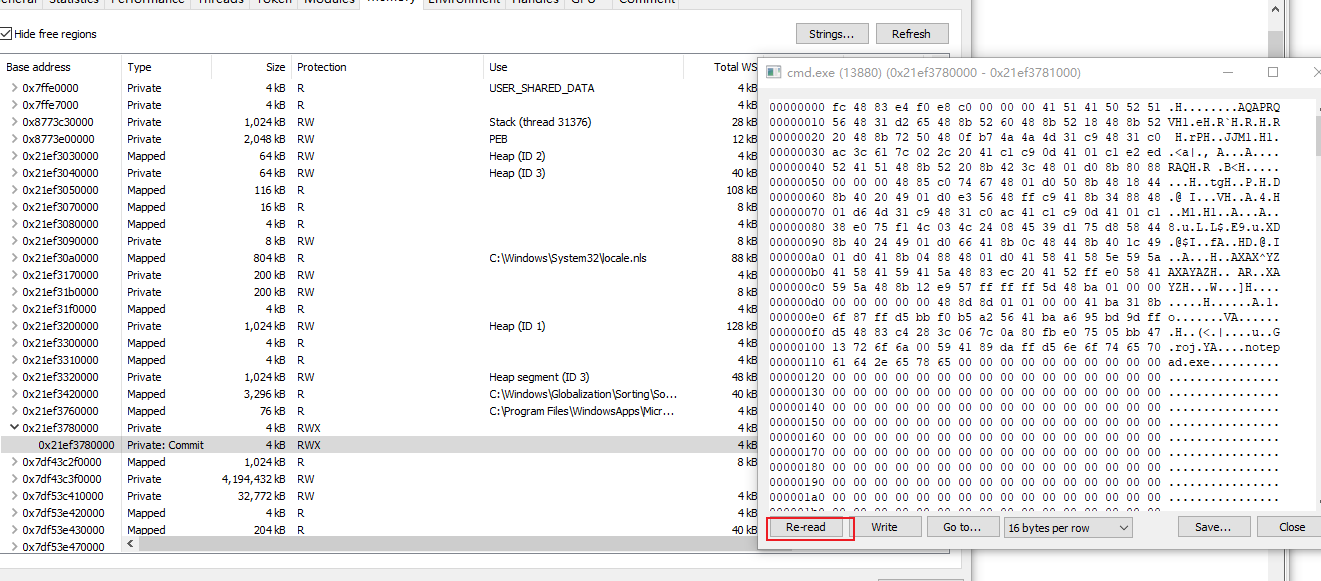 Statistics Performance Threads Token Modules Memory Environment Handles GPU Comment
Hide free regions
Strings... Refresh
Base address Type Size Protection Use Total WS
0x7ffe0000 Private 4 kB R USER_SHARED_DATA 4 kB
0x7ffe7000 Private 4 kB R 4 kB
0x8773c30000 Private 1,024 kB RW Stack (thread 31376) 28 kB
0x8773e00000 Private 2,048 kB RW PEB 12 kB
0x21ef3030000 Mapped 64 kB RW Heap (ID 2) 4 kB
0x21ef3040000 Private 64 kB RW Heap (ID 3) 40 kB
0x21ef3050000 Mapped 116 kB R 108 kB
0x21ef3070000 Mapped 16 kB R 8 kB
0x21ef3080000 Mapped 4 kB R 4 kB
0x21ef3090000 Private 8 kB RW 8 kB
0x21ef30a0000 Mapped 804 kB R C:\Windows\System32\locale.nls 88 kB
0x21ef3170000 Private 200 kB RW 4 kB
0x21ef31b0000 Private 200 kB RW 8 kB
0x21ef31f0000 Mapped 4 kB R 4 kB
0x21ef3200000 Private 1,024 kB RW Heap (ID 1) 128 kB
0x21ef3300000 Mapped 4 kB R 4 kB
0x21ef3310000 Mapped 4 kB R 4 kB
0x21ef3320000 Private 1,024 kB RW Heap segment (ID 3) 48 kB
0x21ef3420000 Mapped 3,296 kB R C:\Windows\Globalization\Sorting\So... 40 kB
0x21ef3760000 Mapped 76 kB R C:\Program Files\WindowsApps\Micr... 4 kB
0x21ef3780000 Private 4 kB RWX 4 kB
0x21ef3780000 Private: Commit 4 kB RWX 4 kB
0x7df43c2f0000 Mapped 1,024 kB R 8 kB
0x7df43c3f0000 Private 4,194,432 kB RW
0x7df53c410000 Private 32,772 kB RW 4 kB
0x7df53e420000 Mapped 4 kB R 4 kB
0x7df53e430000 Mapped 204 kB R 40 kB
0x7df53e470000
cmd.exe (13880) (0x21ef3780000 - 0x21ef3781000)
00000000 fc 48 83 e4 f0 e8 c0 00 00 00 41 51 41 50 52 51 .H........AQAPRQ
00000010 56 48 31 d2 65 48 8b 52 60 48 8b 52 18 48 8b 52 VH1.eH.R`H.R.H.R
00000020 20 48 8b 72 50 48 0f b7 4a 4a 4d 31 c9 48 31 c0 H.rPH..JJM1.H1.
00000030 ac 3c 61 7c 02 2c 20 41 c1 c9 0d 41 01 c1 e2 ed .<a|., A...A....
00000040 52 41 51 48 8b 52 20 8b 42 3c 48 01 d0 8b 80 88 RAQH.R .B<H.....
00000050 00 00 00 48 85 c0 74 67 48 01 d0 50 8b 48 18 44 ...H..tgH..P.H.D
00000060 8b 40 20 49 01 d0 e3 56 48 ff c9 41 8b 34 88 48 .@ I...VH..A.4.H
00000070 01 d6 4d 31 c9 48 31 c0 ac 41 c1 c9 0d 41 01 c1 ..M1.H1..A...A..
00000080 38 e0 75 f1 4c 03 4c 24 08 45 39 d1 75 d8 58 44 8.u.L.L$.E9.u.XD
00000090 8b 40 24 49 01 d0 66 41 8b 0c 48 44 8b 40 1c 49 .@$I..fA..HD.@.I
000000a0 01 d0 41 8b 04 88 48 01 d0 41 58 41 58 5e 59 5a ..A...H..AXAX^YZ
000000b0 41 58 41 59 41 5a 48 83 ec 20 41 52 ff e0 58 41 AXAYAZH.. AR..XA
000000c0 59 5a 48 8b 12 e9 57 ff ff ff 5d 48 ba 01 00 00 YZH...W...]H....
000000d0 00 00 00 00 00 48 8d 8d 01 01 00 00 41 ba 31 8b .....H......A.1.
000000e0 6f 87 ff d5 bb f0 b5 a2 56 41 ba a6 95 bd 9d ff o.......VA......
000000f0 d5 48 83 c4 28 3c 06 7c 0a 80 fb e0 75 05 bb 47 .H..(<.|....u..G
00000100 13 72 6f 6a 00 59 41 89 da ff d5 6e 6f 74 65 70 .roj.YA....notep
00000110 61 64 2e 65 78 65 00 00 00 00 00 00 00 00 00 00 ad.exe..........
00000120 00 00 00 00 00 00 00 00 00 00 00 00 00 00 00 00 ................
00000130 00 00 00 00 00 00 00 00 00 00 00 00 00 00 00 00 ................
00000140 00 00 00 00 00 00 00 00 00 00 00 00 00 00 00 00 ................
00000150 00 00 00 00 00 00 00 00 00 00 00 00 00 00 00 00 ................
00000160 00 00 00 00 00 00 00 00 00 00 00 00 00 00 00 00 ................
00000170 00 00 00 00 00 00 00 00 00 00 00 00 00 00 00 00 ................
00000180 00 00 00 00 00 00 00 00 00 00 00 00 00 00 00 00 ................
00000190 00 00 00 00 00 00 00 00 00 00 00 00 00 00 00 00 ................
000001a0 00 00 00 00 00 00 00 00 00 00 00 00 00 00 00 00 ................
Re-read Write Go to... 16 bytes per row Save... Close